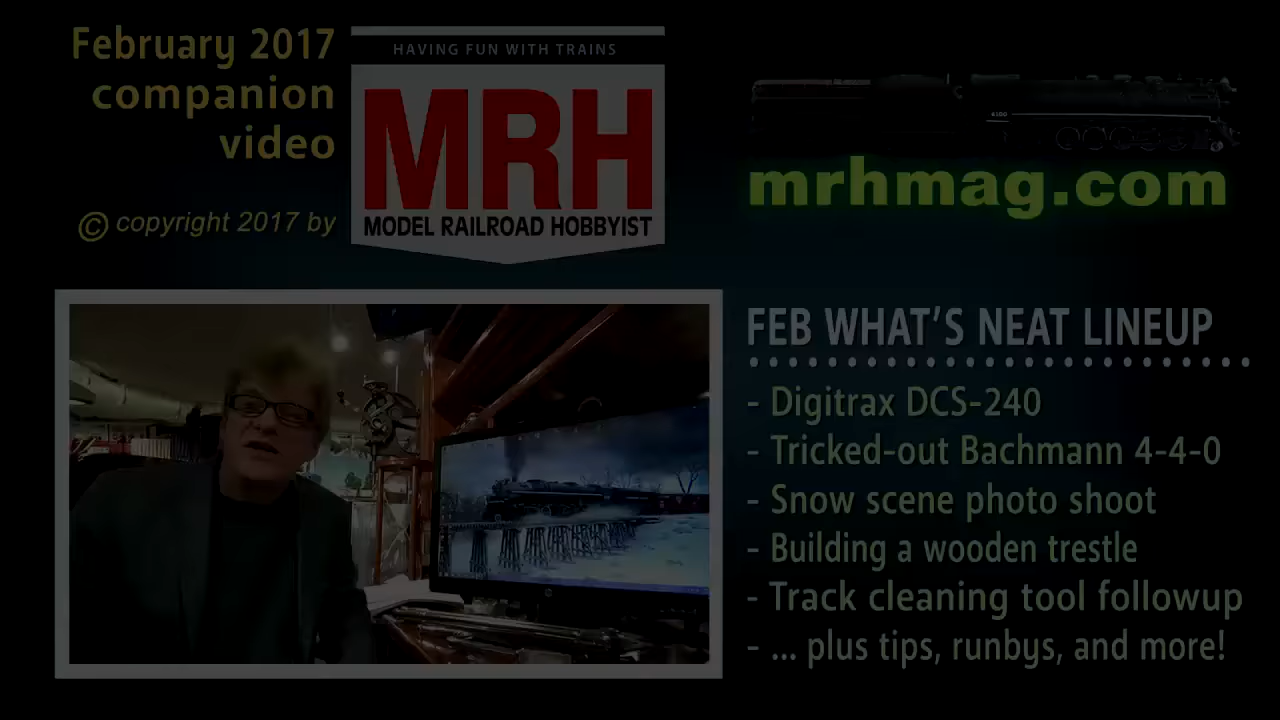 February 2017
companion
video
© copyright 2017 by
HAVING FUN WITH TRAINS
MRH
MODEL RAILROAD HOBBYIST
mrhmag.com
FEB WHAT'S NEAT LINEUP
- Digitrax DCS-240
- Tricked-out Bachmann 4-4-0
- Snow scene photo shoot
- Building a wooden trestle
- Track cleaning tool followup
- ... plus tips, runbys, and more!